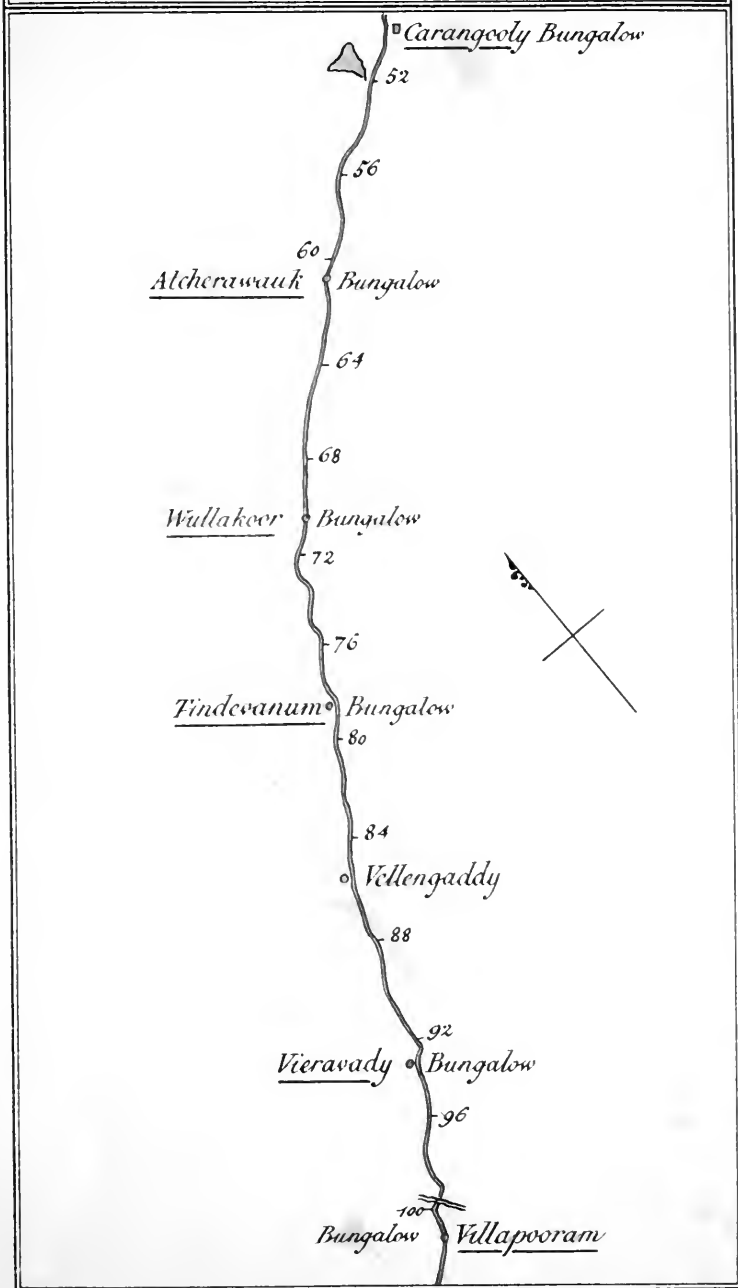 Carangooly Bungalow
52
56
60
Atcherawauk Bungalow
64
68
Wullakoor Bungalow
72
76
Tindevanum Bungalow
80
84
Vellengaddy
88
92
Vieravady Bungalow
96
100
Bungalow Villapooram